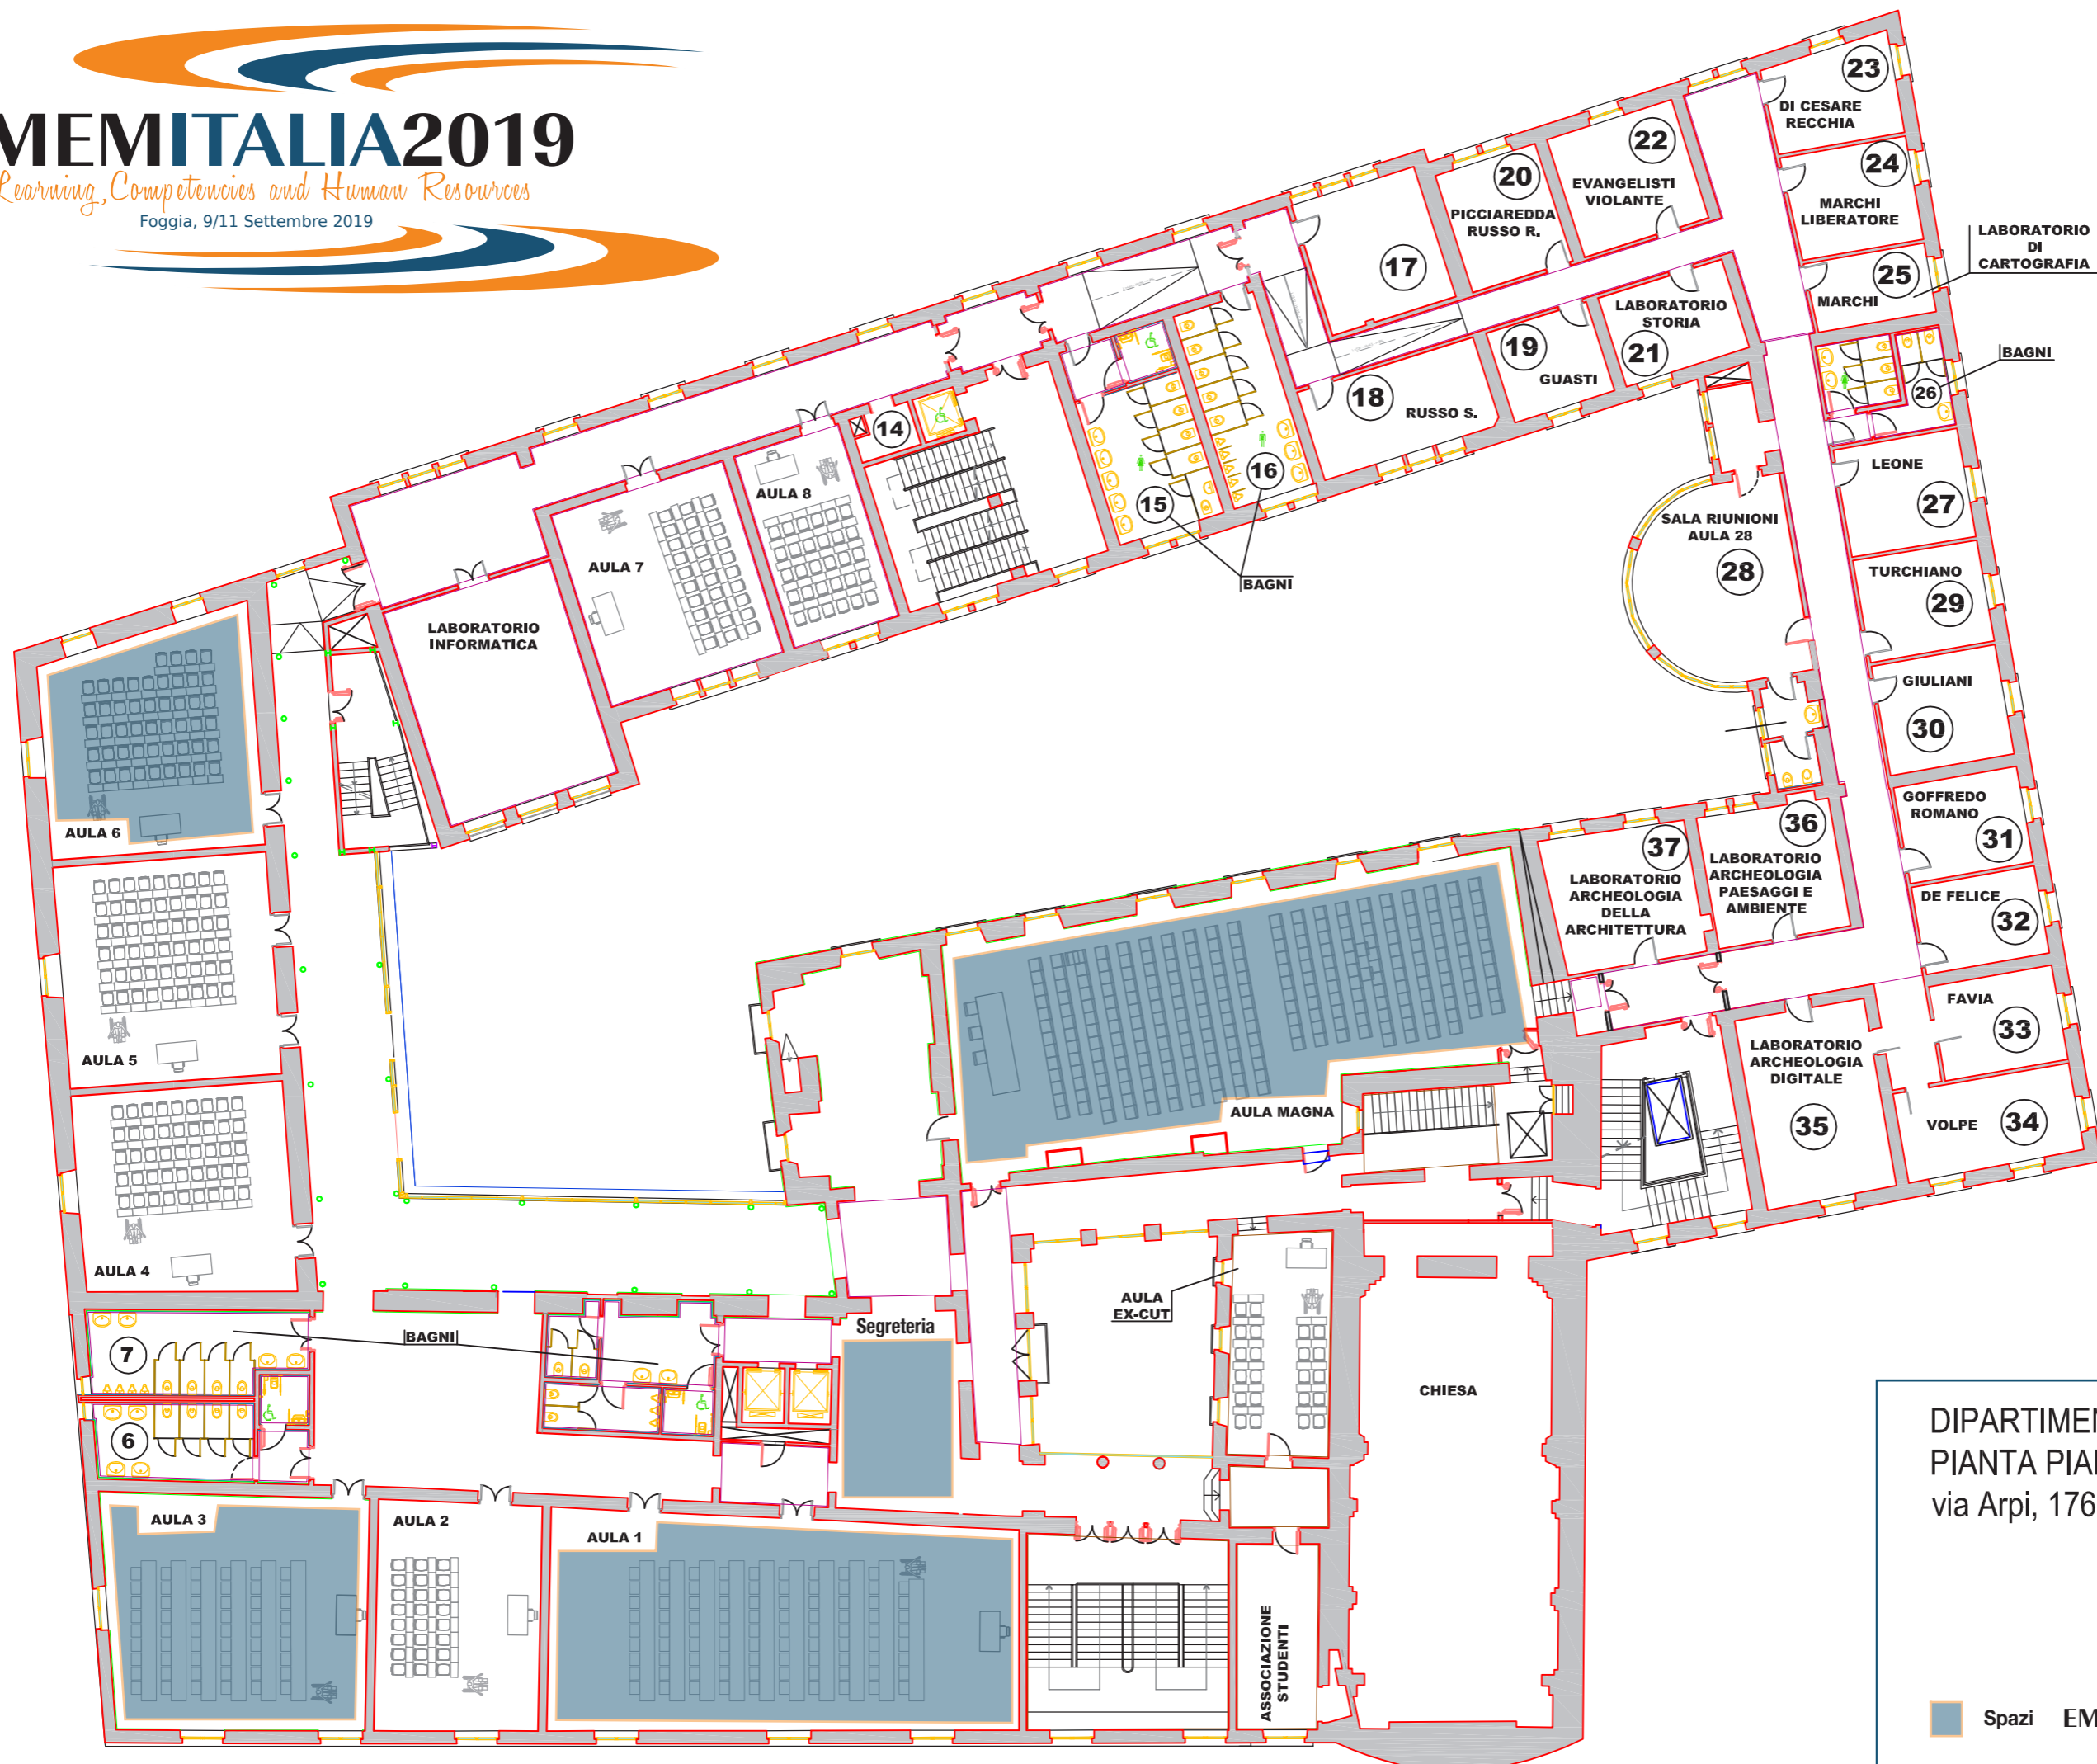 MEMITALIA2019
Learning, Competencies and Human Resources
Foggia, 9/11 Settembre 2019
23
DI CESARE
RECCHIA
22
EVANGELISTI
VIOLANTE
24
MARCHI
LIBERATORE
20
PICCIAREDDA
RUSSO R.
LABORATORIO
DI
CARTOGRAFIA
17
25
MARCHI
LABORATORIO
STORIA
21
19
GUASTI
BAGNI
26
18
RUSSO S.
14
16
15
BAGNI
LEONE
27
AULA 8
AULA 7
SALA RIUNIONI
AULA 28
28
TURCHIANO
29
LABORATORIO
INFORMATICA
GIULIANI
30
AULA 6
GOFFREDO
ROMANO
31
36
LABORATORIO
ARCHEOLOGIA
PAESAGGI E
AMBIENTE
37
LABORATORIO
ARCHEOLOGIA
DELLA
ARCHITETTURA
DE FELICE
32
AULA 5
FAVIA
33
LABORATORIO
ARCHEOLOGIA
DIGITALE
35
AULA MAGNA
VOLPE
34
AULA 4
AULA
EX-CUT
Segreteria
BAGNI
7
6
CHIESA
AULA 3
AULA 2
AULA 1
ASSOCIAZIONE
STUDENTI
DIPARTIMEN
PIANTA PIA
via Arpi, 176
Spazi EM